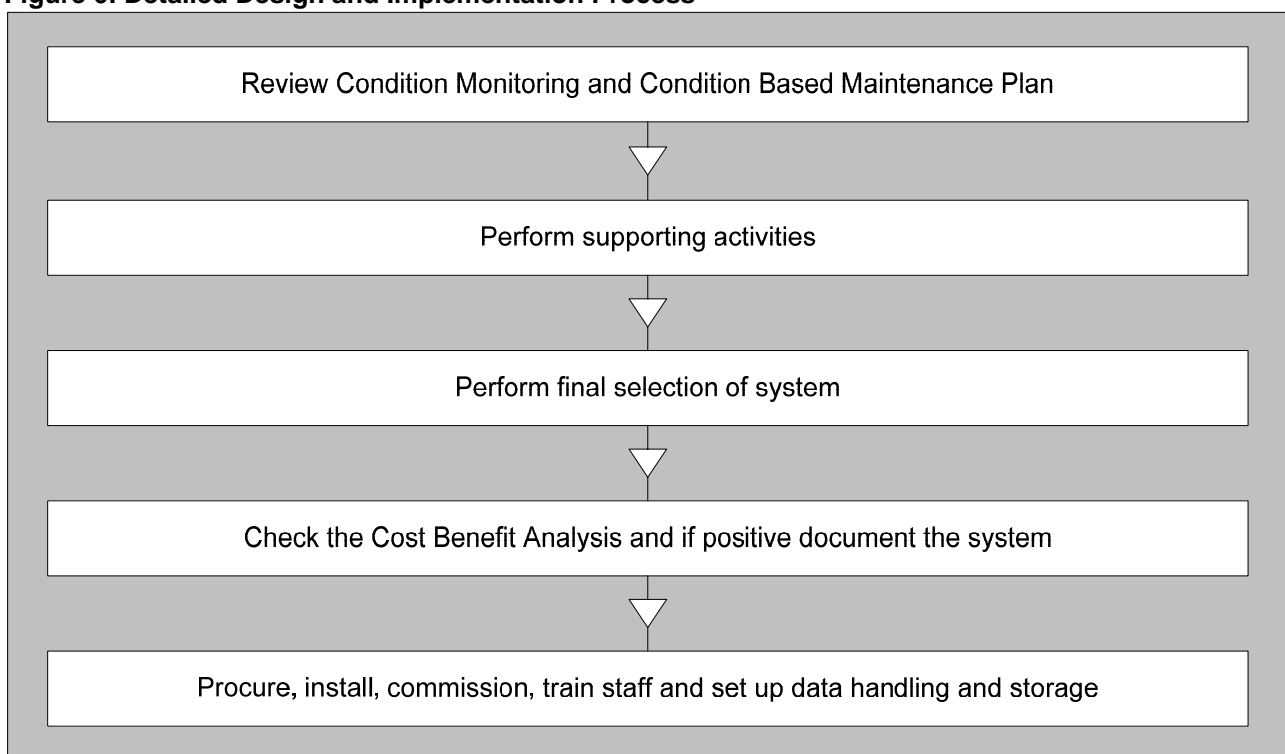 Detailed Design and Implementation Process
Review Condition Monitoring and Condition Based Maintenance Plan
Perform supporting activities
Perform final selection of system
Check the Cost Benefit Analysis and if positive document the system
Procure, install, commission, train staff and set up data handling and storage